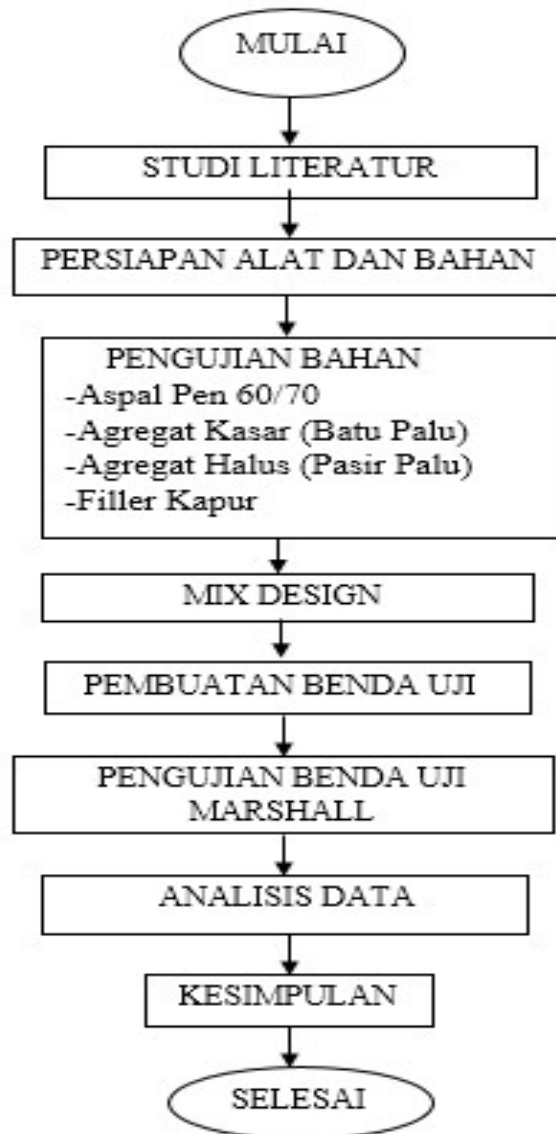 MULAI
STUDI LITERATUR
PERSIAPAN ALAT DAN BAHAN
PENGUJIAN BAHAN
-Aspal Pen 60/70
-Agregat Kasar (Batu Palu)
-Agregat Halus (Pasir Palu)
-Filler Kapur
MIX DESIGN
PEMBUATAN BENDA UJI
PENGUJIAN BENDA UJI
MARSHALL
ANALISIS DATA
KESIMPULAN
SELESAI